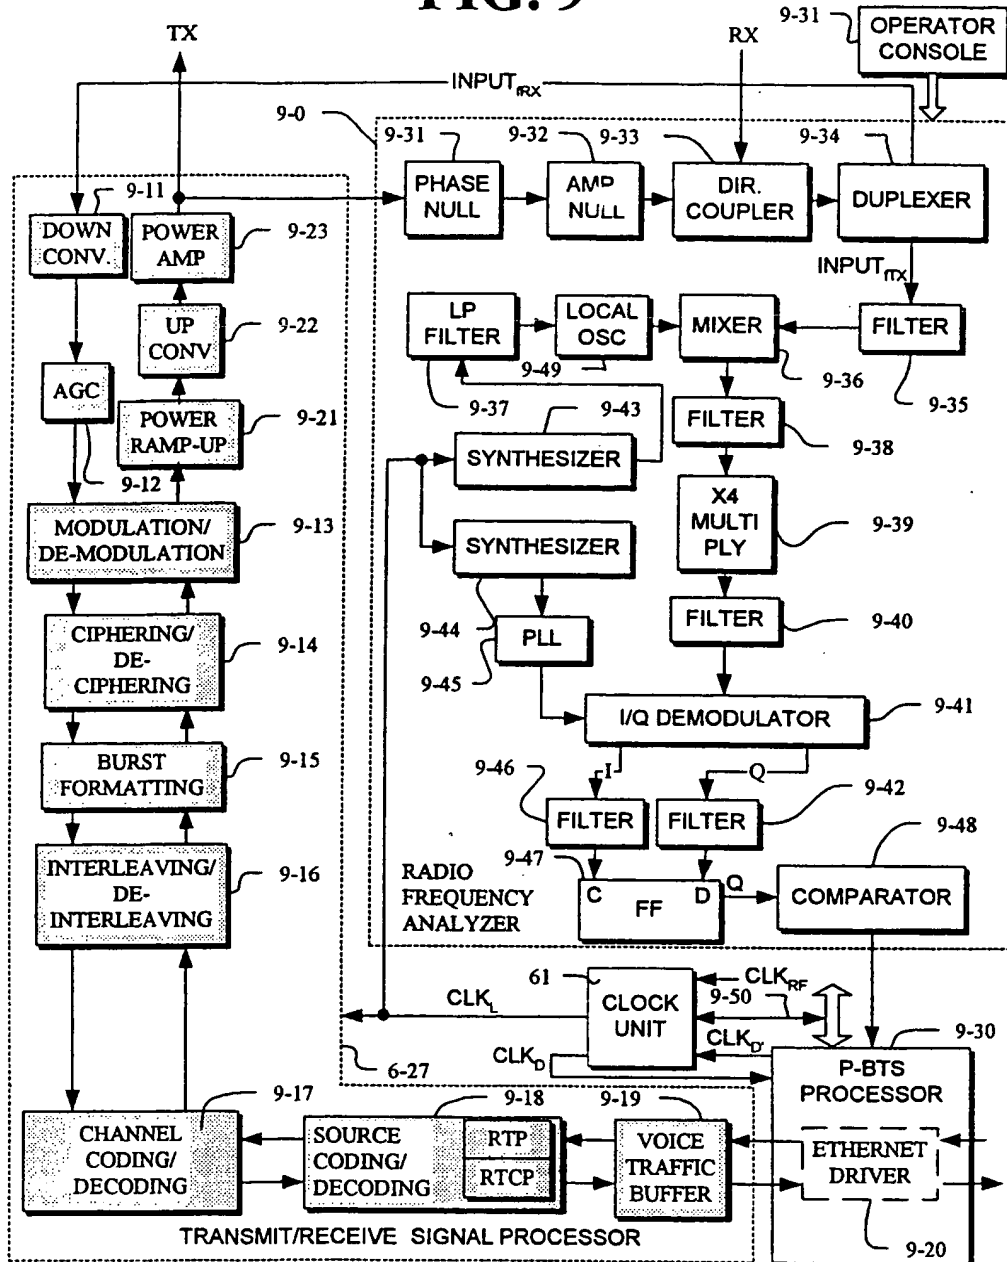 FIG. 9
9-31
OPERATOR
CONSOLE
TX
RX
INPUTfRX
9-0
9-31
9-32
9-33
9-34
PHASE
NULL
AMP
NULL
DIR.
COUPLER
DUPLEXER
9-11
DOWN
CONV.
POWER
AMP
9-23
INPUTfTX
UP
CONV
9-22
LP
FILTER
LOCAL
OSC
MIXER
FILTER
9-49
9-36
9-35
AGC
9-37
9-43
POWER
RAMP-UP
9-21
FILTER
9-38
9-12
SYNTHESIZER
X4
MULTI
PLY
9-39
MODULATION/
DE-MODULATION
9-13
SYNTHESIZER
CIPHERING/
DE-
CIPHERING
9-14
9-44
PLL
9-45
FILTER
9-40
I/Q DEMODULATOR
9-41
BURST
FORMATTING
9-15
9-46
I
Q
FILTER
FILTER
9-42
INTERLEAVING/
DE-
INTERLEAVING
9-16
9-47
C
FF
D
Q
9-48
COMPARATOR
RADIO
FREQUENCY
ANALYZER
61
CLOCK
UNIT
CLKRF
9-50
CLKL
CLKD
CLKD'
9-30
6-27
P-BTS
PROCESSOR
9-17
CHANNEL
CODING/
DECODING
9-18
SOURCE
CODING/
DECODING
RTP
RTCP
9-19
VOICE
TRAFFIC
BUFFER
ETHERNET
DRIVER
9-20
TRANSMIT/RECEIVE SIGNAL PROCESSOR